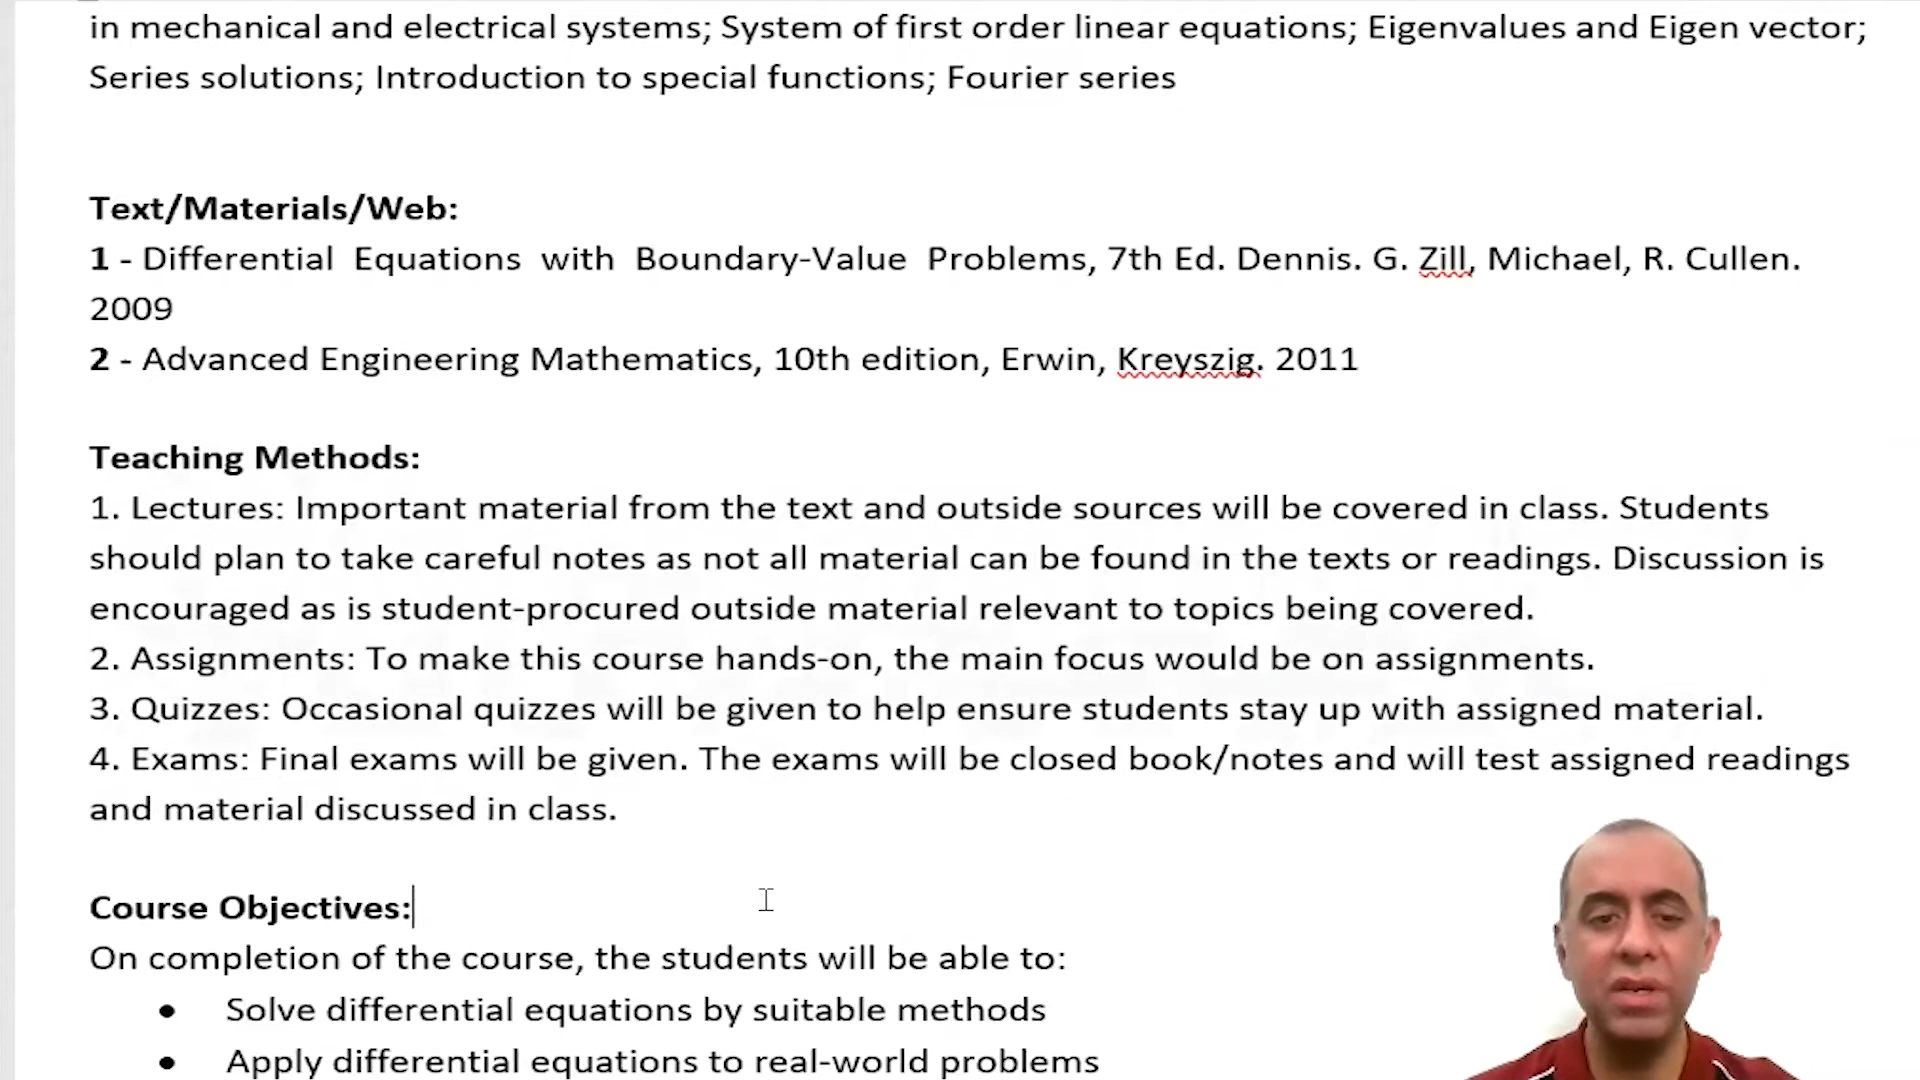 in mechanical and electrical systems; System of first order linear equations; Eigenvalues and Eigen vector;
Series solutions; Introduction to special functions; Fourier series
Text/Materials/Web:
1 - Differential Equations with Boundary-Value Problems, 7th Ed. Dennis. G. Zill, Michael, R. Cullen.
2009
2 - Advanced Engineering Mathematics, 10th edition, Erwin, Kreyszig. 2011
Teaching Methods:
1. Lectures: Important material from the text and outside sources will be covered in class. Students
should plan to take careful notes as not all material can be found in the texts or readings. Discussion is
encouraged as is student-procured outside material relevant to topics being covered.
2. Assignments: To make this course hands-on, the main focus would be on assignments.
3. Quizzes: Occasional quizzes will be given to help ensure students stay up with assigned material.
4. Exams: Final exams will be given. The exams will be closed book/notes and will test assigned readings
and material discussed in class.
Course Objectives:
On completion of the course, the students will be able to:
• Solve differential equations by suitable methods
• Apply differential equations to real-world problems